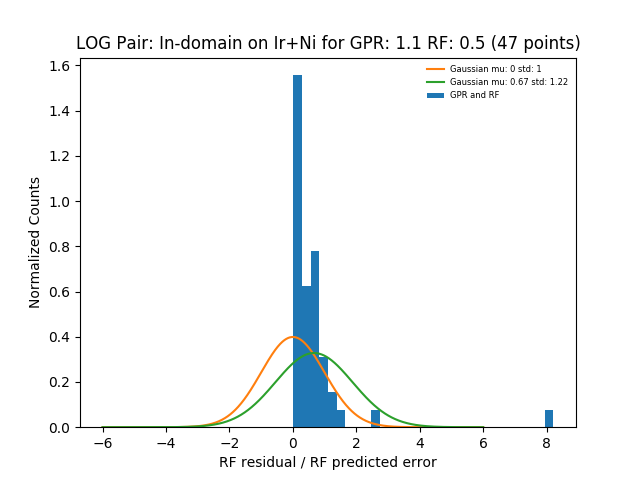 LOG Pair: In-domain on Ir+Ni for GPR: 1.1 RF: 0.5 (47 points)
Gaussian mu: 0 std: 1
Gaussian mu: 0.67 std: 1.22
GPR and RF
Normalized Counts
1.6
1.4
1.2
1.0
0.8
0.6
0.4
0.2
0.0
−6 −4 −2 0 2 4 6 8
RF residual / RF predicted error